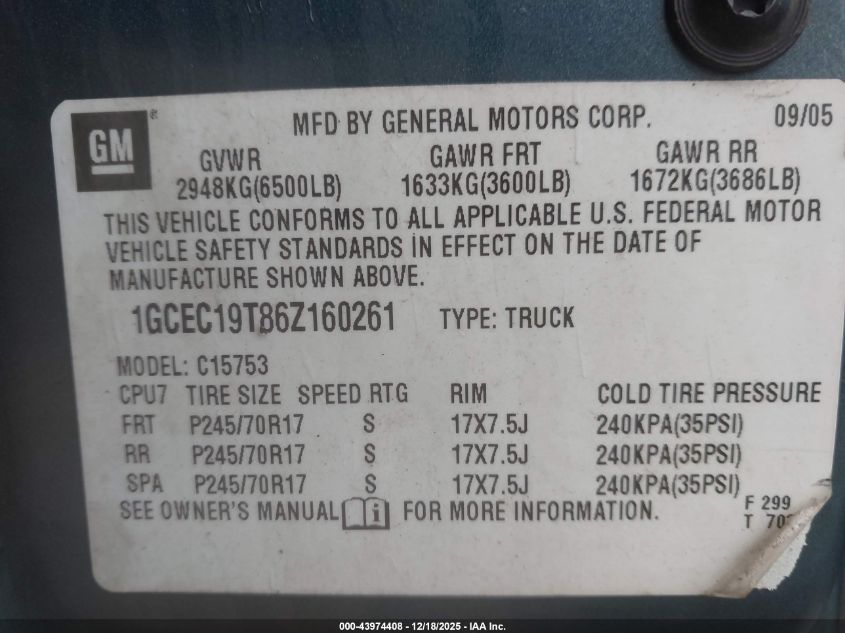 GM®
MFD BY GENERAL MOTORS CORP. 09/05
GVWR GAWR FRT GAWR RR
2948KG(6500LB) 1633KG(3600LB) 1672KG(3686LB)
THIS VEHICLE CONFORMS TO ALL APPLICABLE U.S. FEDERAL MOTOR
VEHICLE SAFETY STANDARDS IN EFFECT ON THE DATE OF
MANUFACTURE SHOWN ABOVE.
1GCEC19T86Z160261 TYPE: TRUCK
MODEL: C15753
CPU7 TIRE SIZE SPEED RTG RIM COLD TIRE PRESSURE
FRT P245/70R17 S 17X7.5J 240KPA(35PSI)
RR P245/70R17 S 17X7.5J 240KPA(35PSI)
SPA P245/70R17 S 17X7.5J 240KPA(35PSI)
SEE OWNER'S MANUAL FOR MORE INFORMATION.
F 299
T
000-43974408 - 12/18/2025 - IAA Inc.